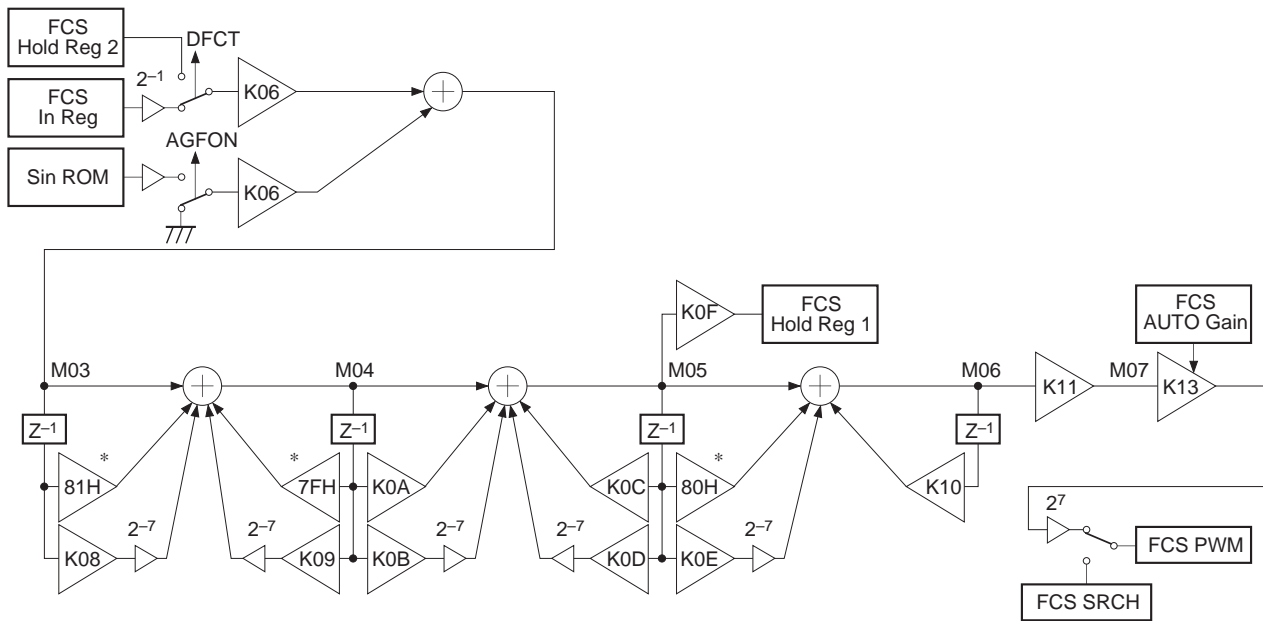 FCS
Hold Reg 2
DFCT
2–1
K06
FCS
In Reg
AGFON
Sin ROM
K06
K0F
FCS
Hold Reg 1
FCS
AUTO Gain
M03
M04
M05
M06
K11
M07
K13
Z–1
Z–1
Z–1
Z–1
81H
*
*
7FH
K0A
K0C
80H
*
K10
K08
2–7
2–7
K09
K0B
2–7
2–7
K0D
K0E
2–7
27
FCS PWM
FCS SRCH